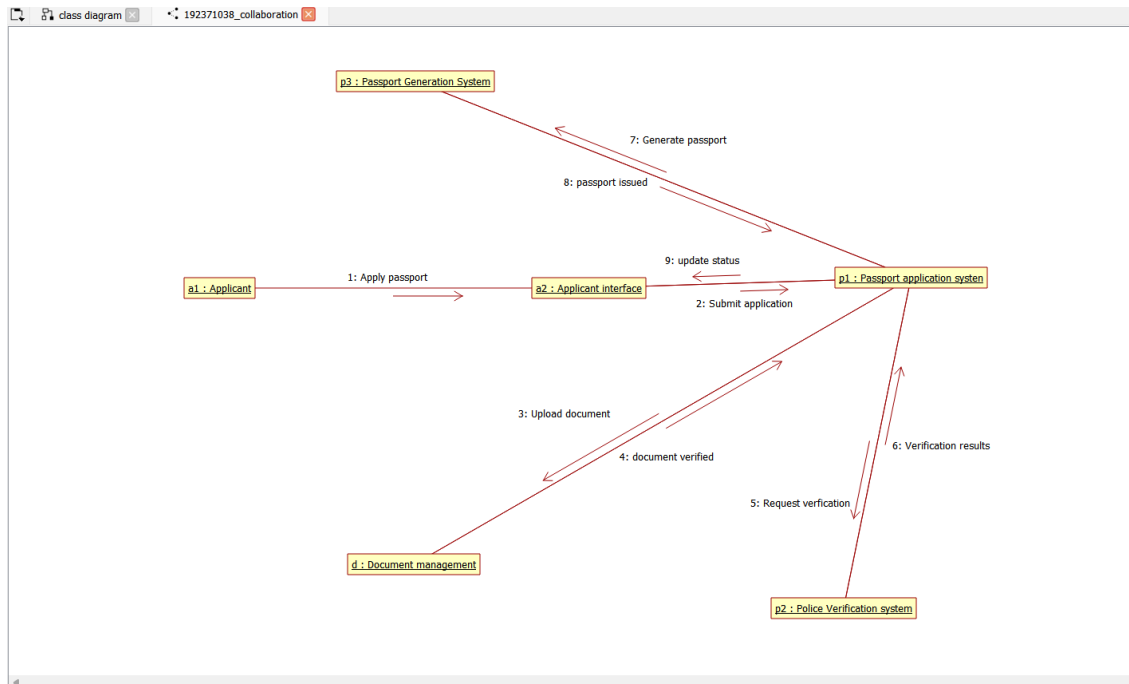 class diagram
192371038_collaboration
p3 : Passport Generation System
7: Generate passport
8: passport issued
9: update status
p1 : Passport application systen
1: Apply passport
a1 : Applicant
a2 : Applicant interface
2: Submit application
3: Upload document
4: document verified
6: Verification results
5: Request verfication
d : Document management
p2 : Police Verification system